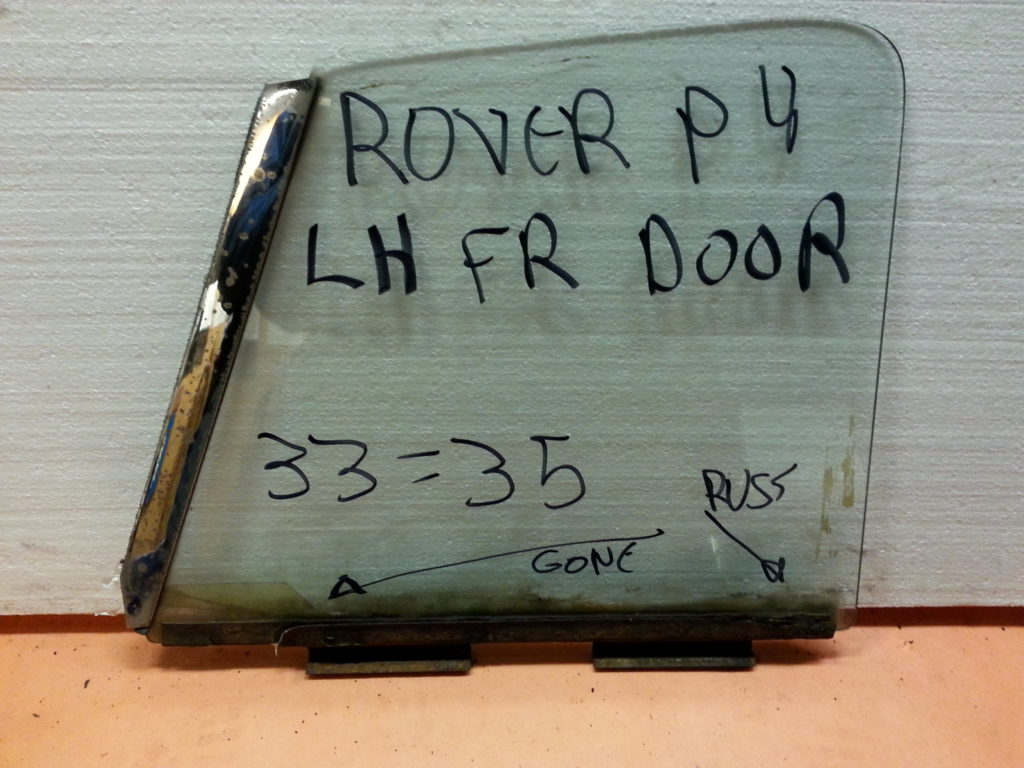 ROVER P4
LH FR DOOR
33=35
RUSS
GONE